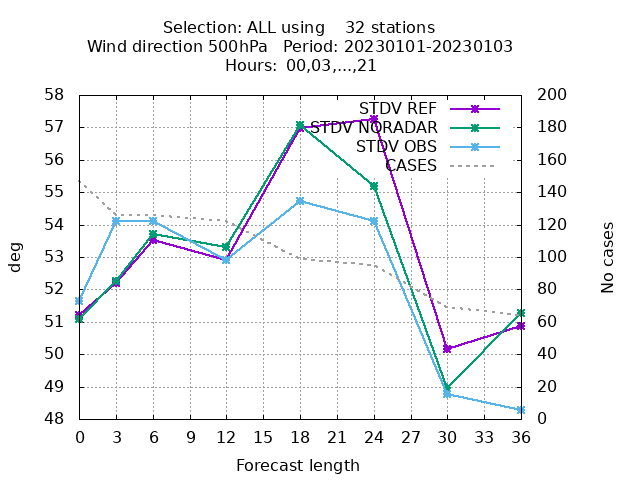 Selection: ALL using    32 stations
Wind direction 500hPa   Period: 20230101-20230103
Hours: 00,03,...,21
58 200
STDV REF
57 STDV NORADAR 180
STDV OBS
56 CASES 160
55 140
54 120
53 100
52 80
51 60
50 40
49 20
48 0
deg
No cases
0 3 6 9 12 15 18 21 24 27 30 33 36
Forecast length